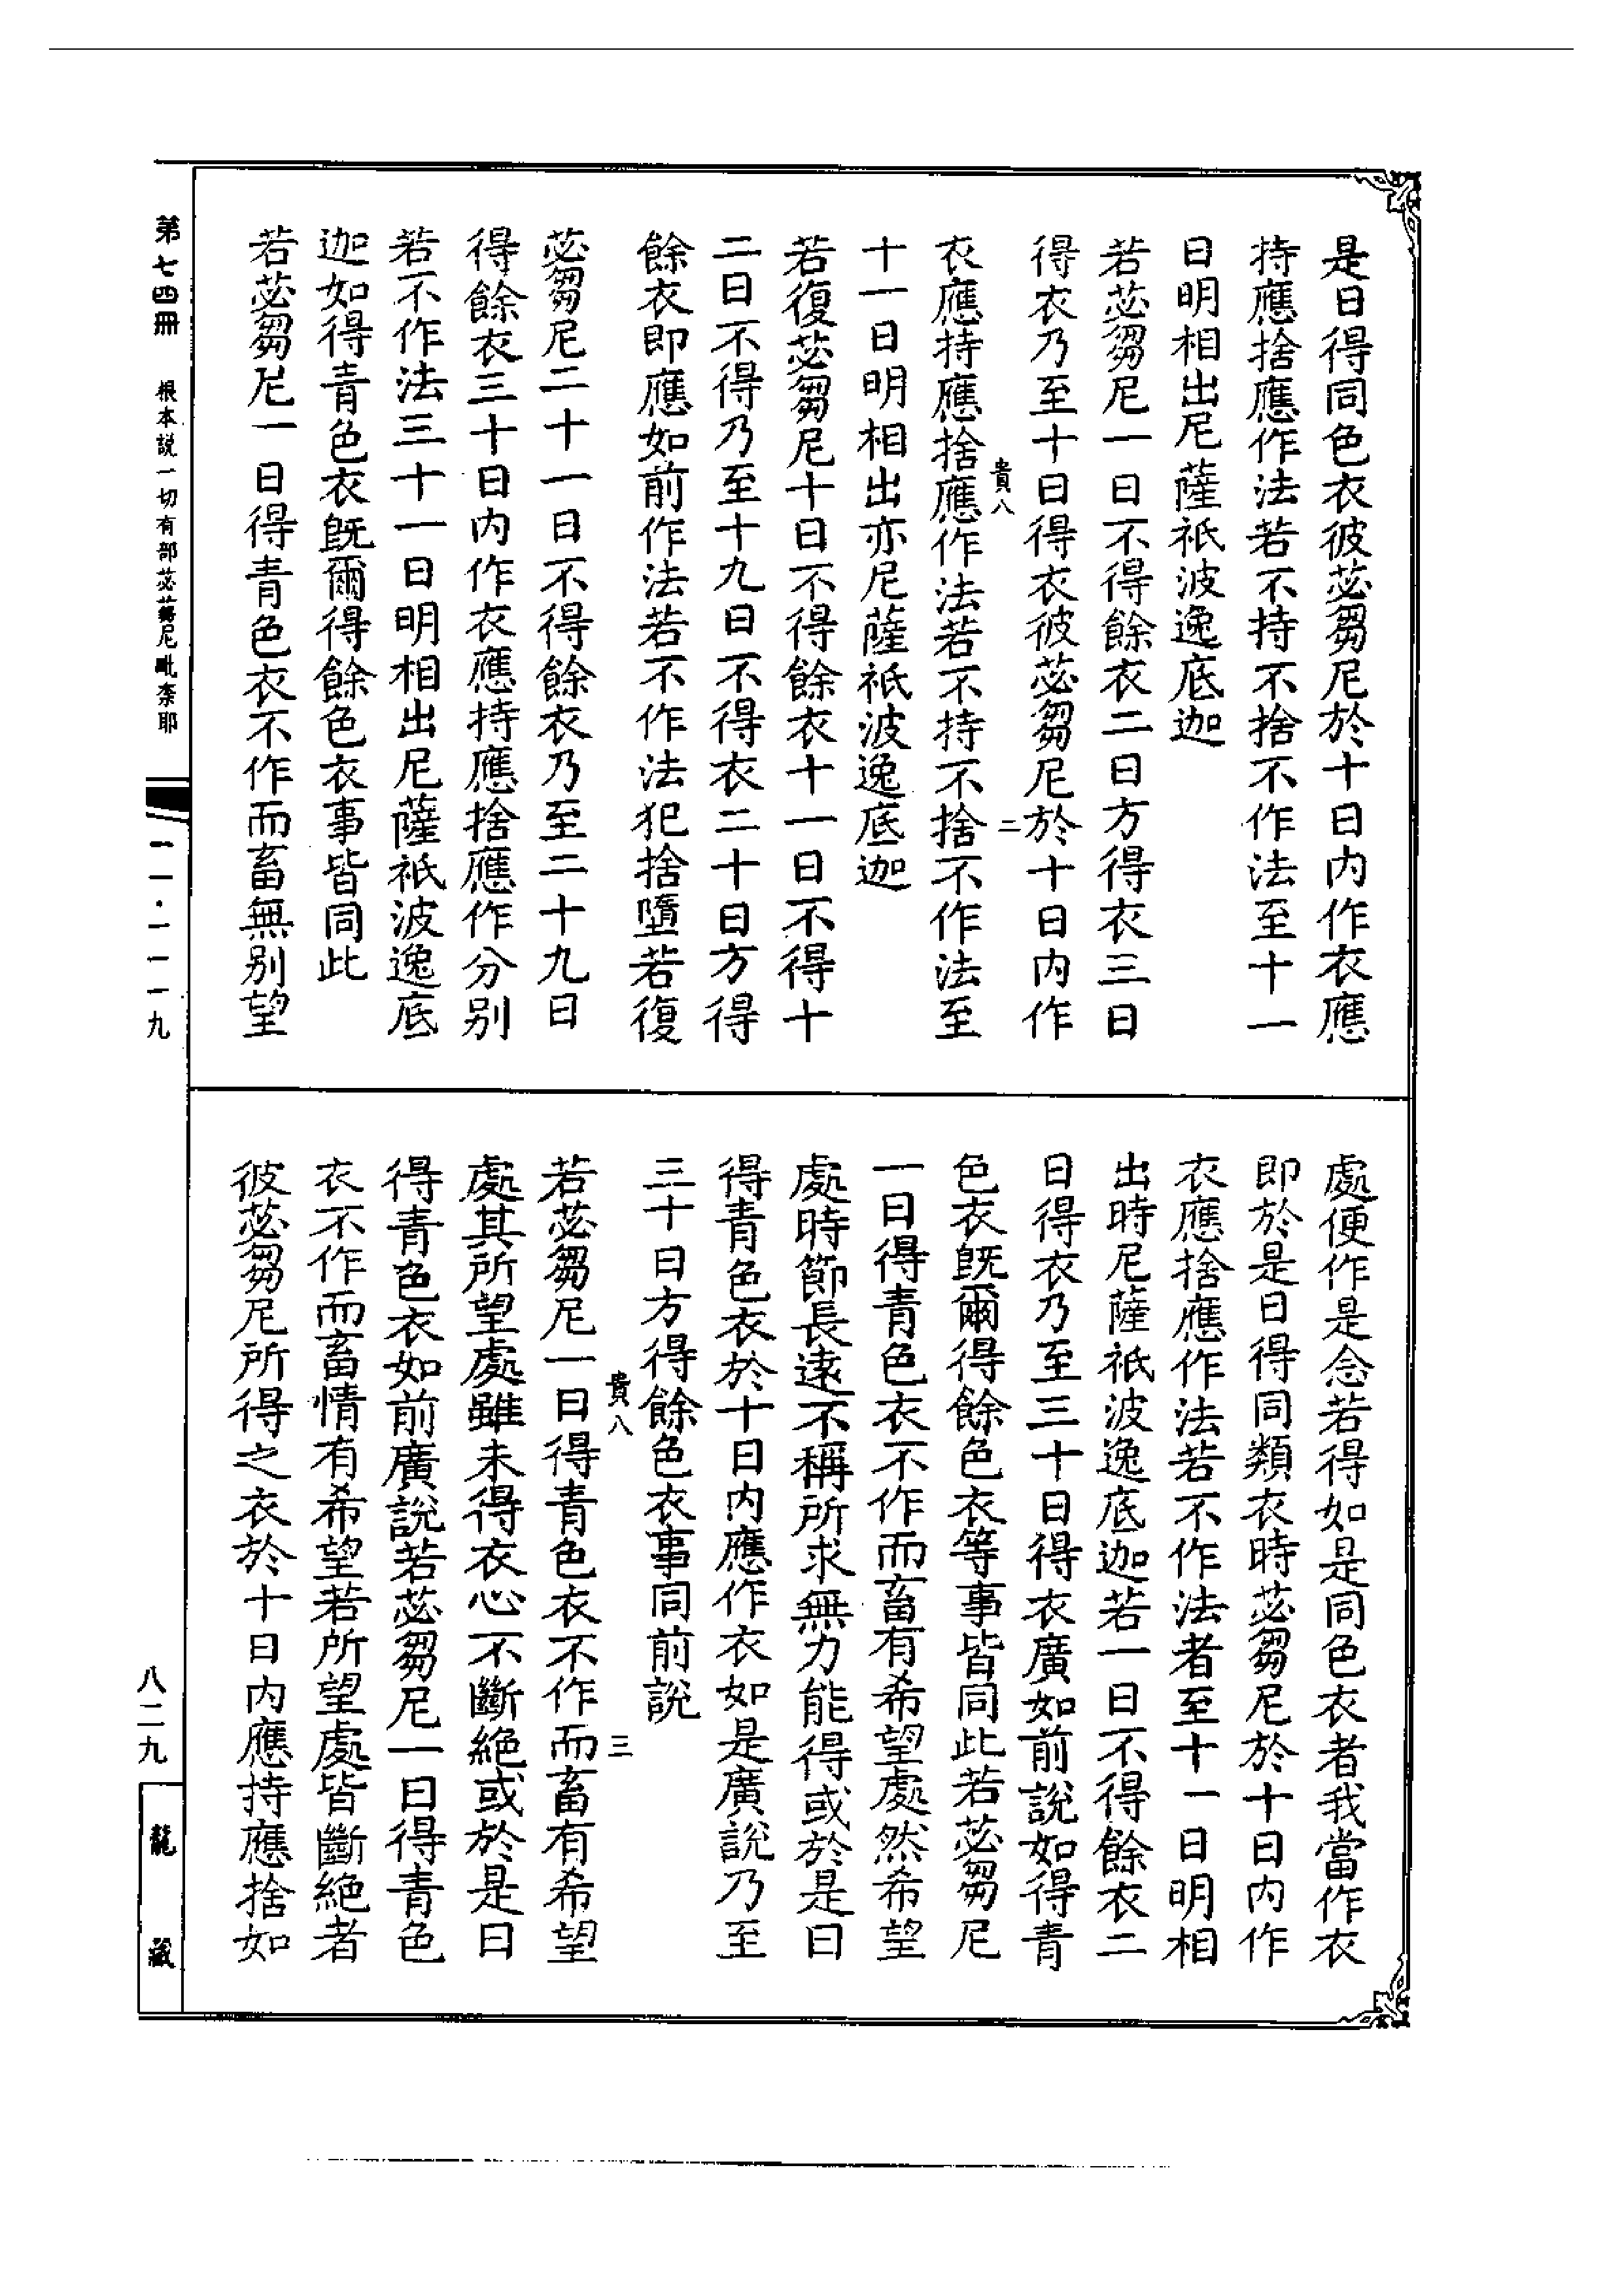 是日得同色衣彼苾芻尼於十日內作衣應
持應捨應作法若不持不捨不作法至十一
日明相出尼薩祇波逸底迦
若苾芻尼一日不得餘衣二日方得衣三日
得衣乃至十日得衣彼苾芻尼於十日內作
貴八 二
衣應持應捨應作法若不持不捨不作法至
十一日明相出亦尼薩祇波逸底迦
若復苾芻尼十日不得餘衣十一日不得十
二日不得乃至十九日不得衣二十日方得
餘衣即應如前作法若不作法犯捨墮若復
苾芻尼二十一日不得餘衣乃至二十九日
得餘衣三十日內作衣應持應捨應作分別
若不作法三十一日明相出尼薩祇波逸底
迦如得青色衣既爾得餘色衣事皆同此
若苾芻尼一日得青色衣不作而畜無別望
處便作是念若得如是同色衣者我當作衣
即於是日得同類衣時苾芻尼於十日內作
衣應捨應作法若不作法者至十一日明相
出時尼薩祇波逸底迦若一日不得餘衣二
日得衣乃至三十日得衣廣如前說如得青
色衣既爾得餘色衣等事皆同此若苾芻尼
一日得青色衣不作而畜有希望處然希望
處時節長遠不稱所求無力能得或於是日
得青色衣於十日內應作衣如是廣說乃至
三十日方得餘色衣事同前說
貴八 三
若苾芻尼一日得青色衣不作而畜有希望
處其所望處雖未得衣心不斷絕或於是日
得青色衣如前廣說若苾芻尼一日得青色
衣不作而畜情有希望若所望處皆斷絕者
彼苾芻尼所得之衣於十日內應持應捨如
第七四冊 根本説一切有部苾蒭尼毗奈耶
一一·一一一九
八二九
龍藏